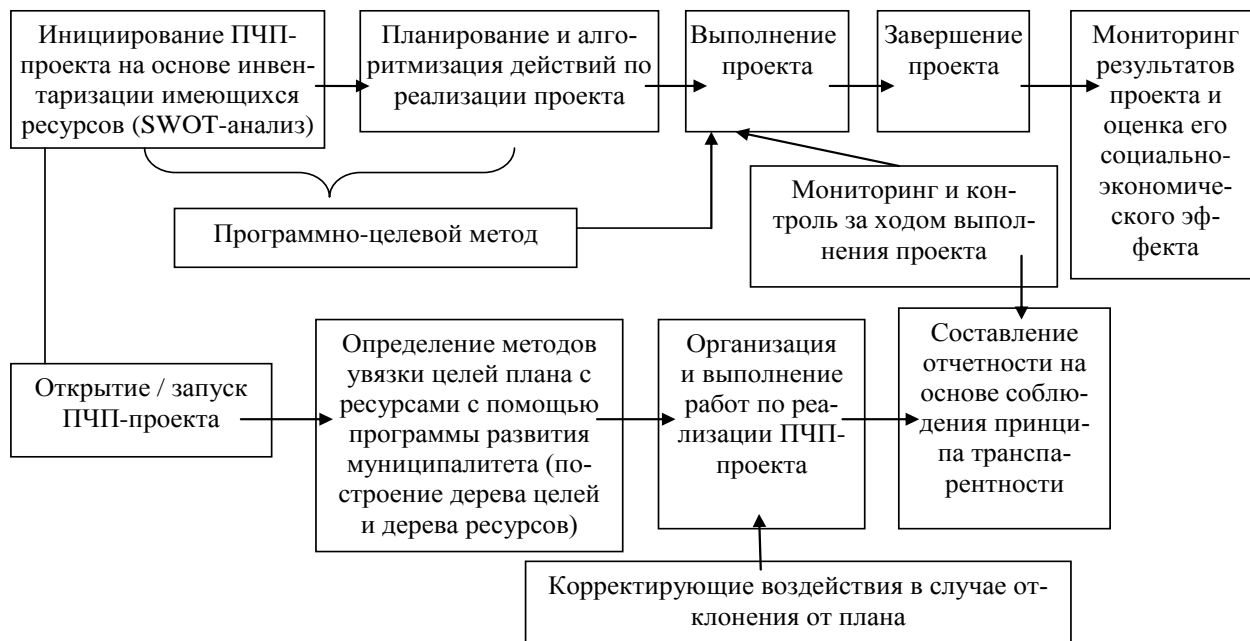 Инициирование ПЧП-
проекта на основе инвен-
таризации имеющихся
ресурсов (SWOT-анализ)
Планирование и алго-
ритмизация действий по
реализации проекта
Выполнение
проекта
Завершение
проекта
Мониторинг
результатов
проекта и
оценка его
социально-
экономиче-
ского эф-
фекта
Программно-целевой метод
Мониторинг и кон-
троль за ходом выпол-
нения проекта
Открытие / запуск
ПЧП-проекта
Определение методов
увязки целей плана с
ресурсами с помощью
программы развития
муниципалитета (по-
строение дерева целей
и дерева ресурсов)
Организация
и выполнение
работ по реа-
лизации ПЧП-
проекта
Составление
отчетности на
основе соблю-
дения принци-
па транспа-
рентности
Корректирующие воздействия в случае от-
клонения от плана